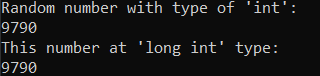 Random number with type of 'int':
9790
This number at 'long int' type:
9790